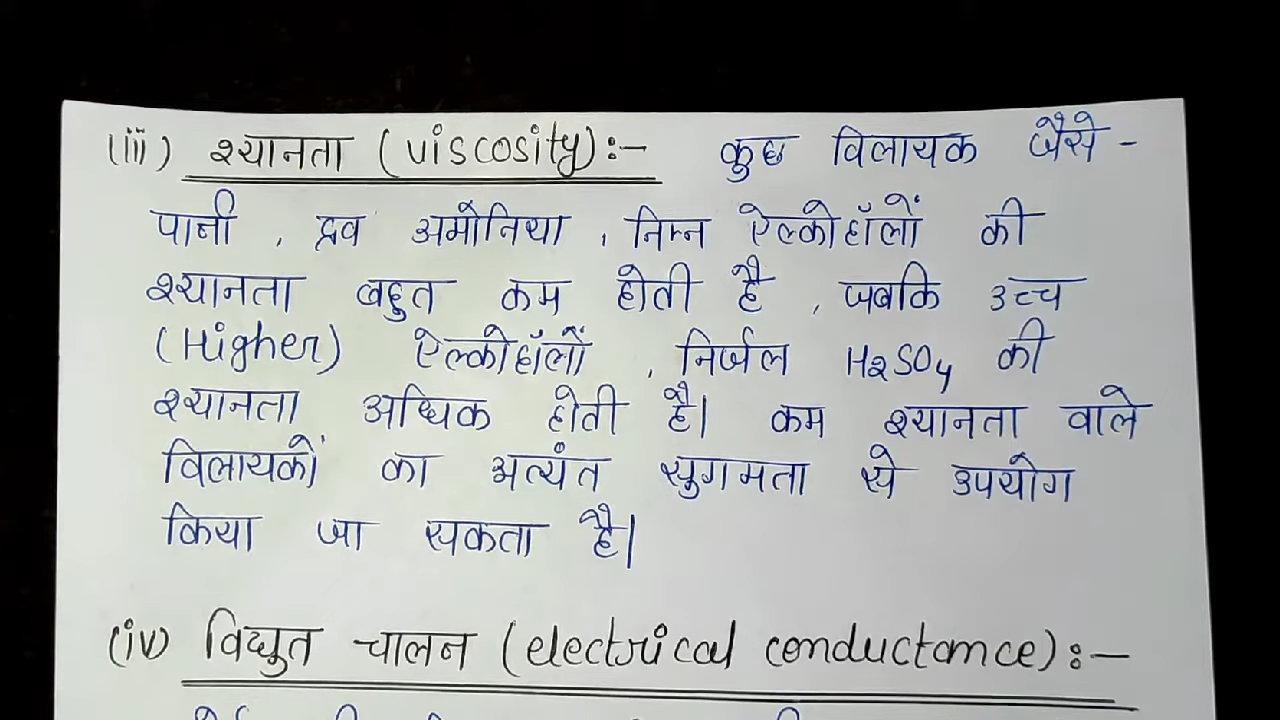 (iii) श्यानता (viscosity):- कुछ विलायक जैसे -
पानी , द्रव अमोनिया , निम्न ऐल्कोहॉलों की
श्यानता बहुत कम होती है , जबकि उच्च
(Higher) ऐल्कोहॉलों , निर्जल H2SO4 की
श्यानता अधिक होती है। कम श्यानता वाले
विलायकों का अत्यंत सुगमता से उपयोग
किया जा सकता है।
(iv) विद्युत चालन (electrical conductance):-